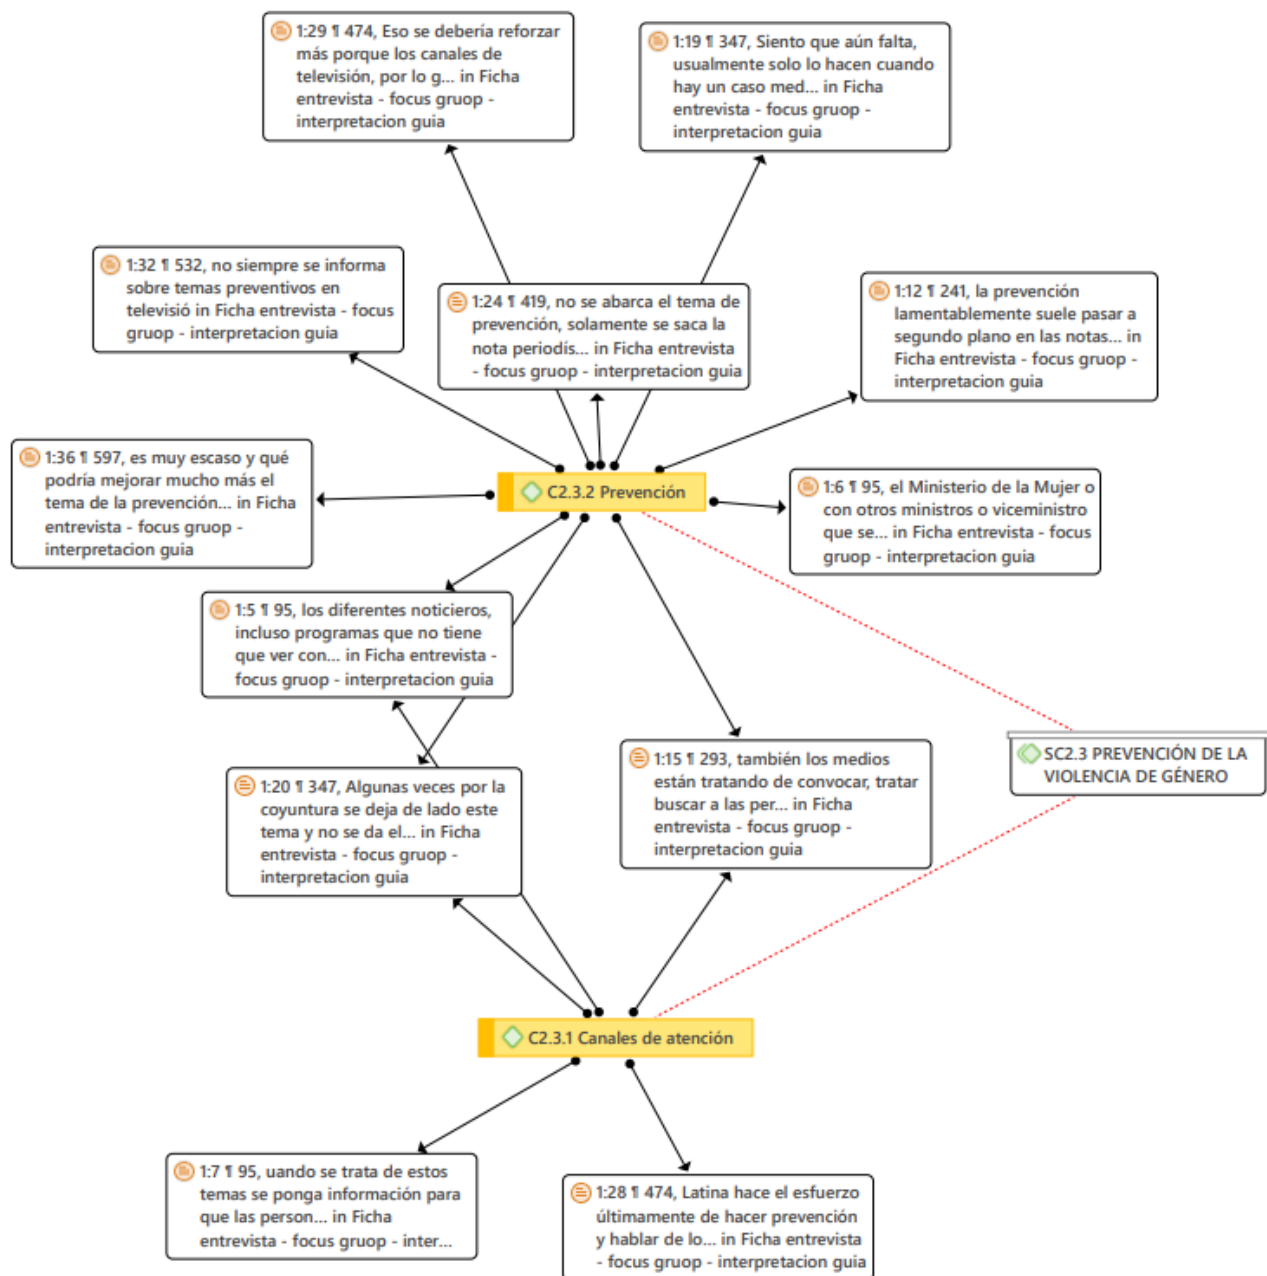 1:29 ¶ 474, Eso se debería reforzar
más porque los canales de
televisión, por lo g... in Ficha
entrevista - focus gruop -
interpretacion guia
1:19 ¶ 347, Siento que aún falta,
usualmente solo lo hacen cuando
hay un caso med... in Ficha
entrevista - focus gruop -
interpretacion guia
1:32 ¶ 532, no siempre se informa
sobre temas preventivos en
televisió in Ficha entrevista - focus
gruop - interpretacion guia
1:24 ¶ 419, no se abarca el tema de
prevención, solamente se saca la
nota periodís... in Ficha entrevista
- focus gruop - interpretacion guia
1:12 ¶ 241, la prevención
lamentablemente suele pasar a
segundo plano en las notas... in
Ficha entrevista - focus gruop -
interpretacion guia
1:36 ¶ 597, es muy escaso y qué
podría mejorar mucho más el
tema de la prevención... in Ficha
entrevista - focus gruop -
interpretacion guia
C2.3.2 Prevención
1:6 ¶ 95, el Ministerio de la Mujer o
con otros ministros o viceministro
que se... in Ficha entrevista - focus
gruop - interpretacion guia
1:5 ¶ 95, los diferentes noticieros,
incluso programas que no tiene
que ver con... in Ficha entrevista -
focus gruop - interpretacion guia
1:20 ¶ 347, Algunas veces por la
coyuntura se deja de lado este
tema y no se da el... in Ficha
entrevista - focus gruop -
interpretacion guia
1:15 ¶ 293, también los medios
están tratando de convocar, tratar
buscar a las per... in Ficha
entrevista - focus gruop -
interpretacion guia
SC2.3 PREVENCIÓN DE LA
VIOLENCIA DE GÉNERO
C2.3.1 Canales de atención
1:7 ¶ 95, uando se trata de estos
temas se ponga información para
que las person... in Ficha
entrevista - focus gruop - inter...
1:28 ¶ 474, Latina hace el esfuerzo
últimamente de hacer prevención
y hablar de lo... in Ficha entrevista
- focus gruop - interpretacion guia